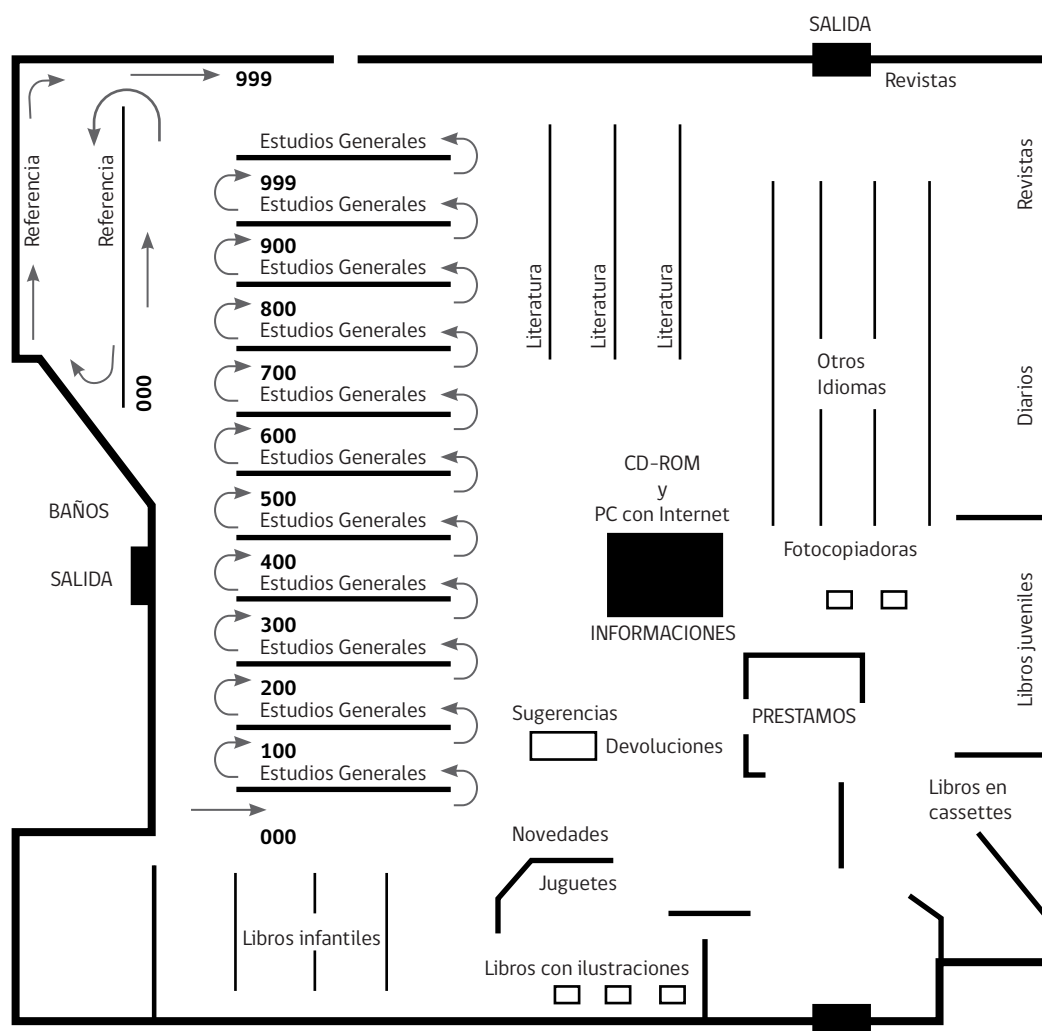 SALIDA
Revistas
999
Referencia
Referencia
000
Estudios Generales
999
Estudios Generales
900
Estudios Generales
800
Estudios Generales
700
Estudios Generales
600
Estudios Generales
500
Estudios Generales
400
Estudios Generales
300
Estudios Generales
200
Estudios Generales
100
Estudios Generales
000
BAÑOS
SALIDA
Literatura
Literatura
Literatura
Otros
Idiomas
Revistas
Diarios
CD-ROM
y
PC con Internet
INFORMACIONES
Fotocopiadoras
Libros juveniles
PRESTAMOS
Sugerencias
Devoluciones
Libros en
cassettes
Novedades
Juguetes
Libros infantiles
Libros con ilustraciones